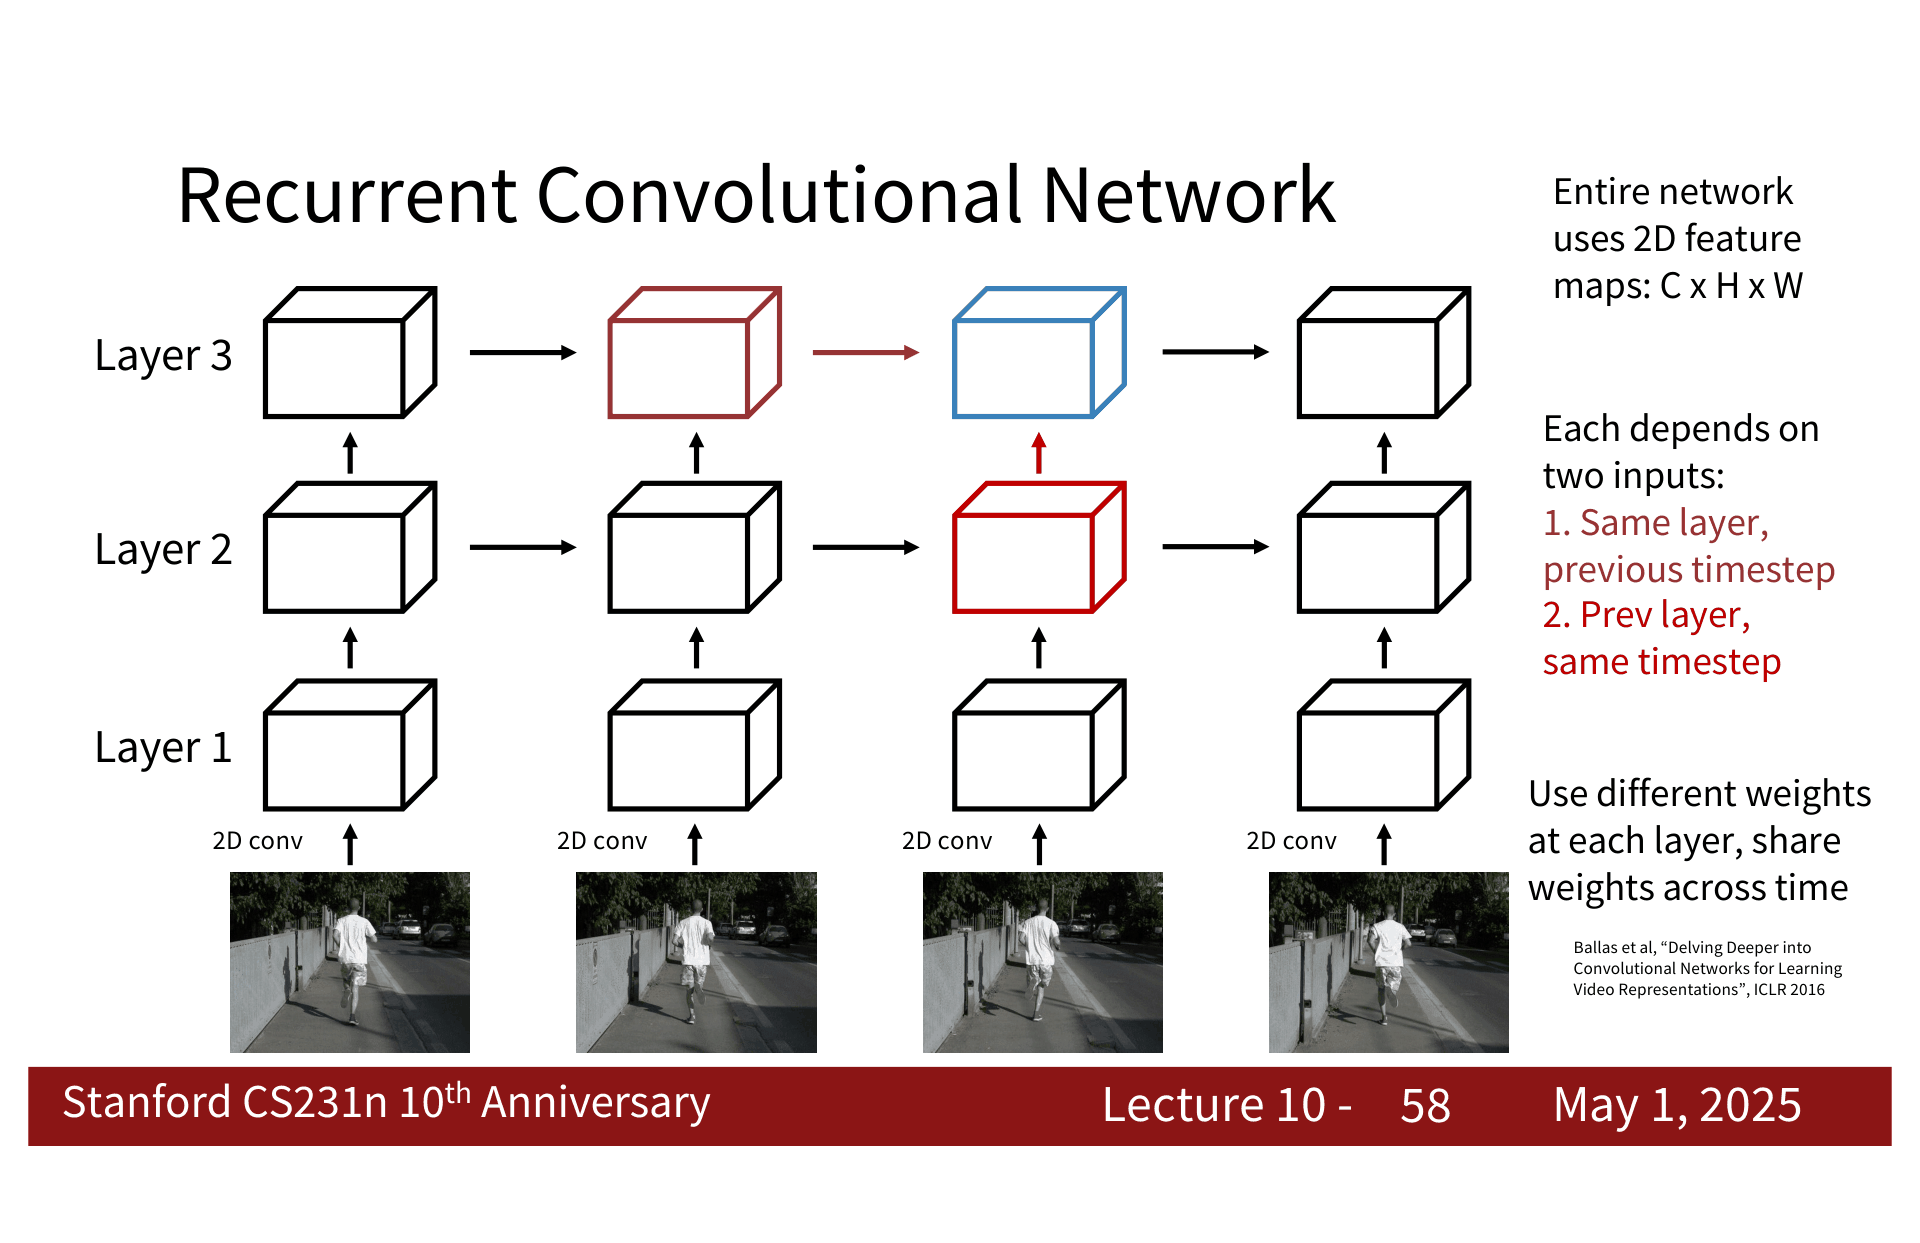 Recurrent Convolutional Network
Entire network
uses 2D feature
maps: C x H x W
Layer 3
Each depends on
two inputs:
1. Same layer,
previous timestep
2. Prev layer,
same timestep
Layer 2
Layer 1
Use different weights
at each layer, share
weights across time
2D conv
2D conv
2D conv
2D conv
Ballas et al, “Delving Deeper into
Convolutional Networks for Learning
Video Representations”, ICLR 2016
Stanford CS231n 10th Anniversary
Lecture 10 - 58
May 1, 2025